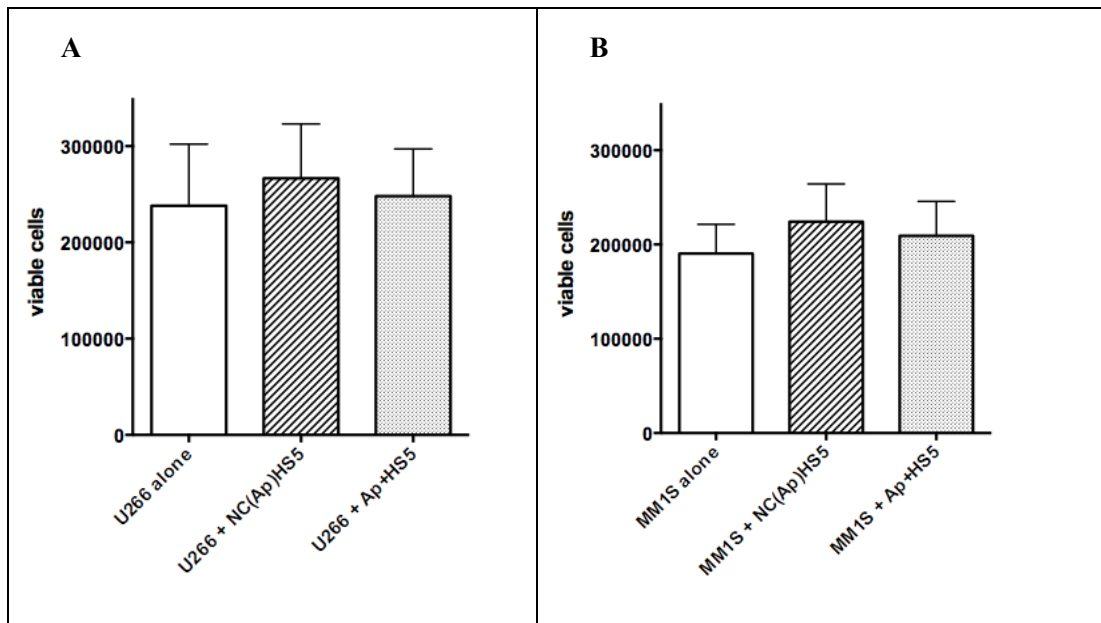 A
viable cells
300000
200000
100000
0
U266 alone
U266 + NC(Ap)HS5
U266 + Ap+HS5
B
viable cells
300000
200000
100000
0
MM1S alone
MM1S + NC(Ap)HS5
MM1S + Ap+HS5